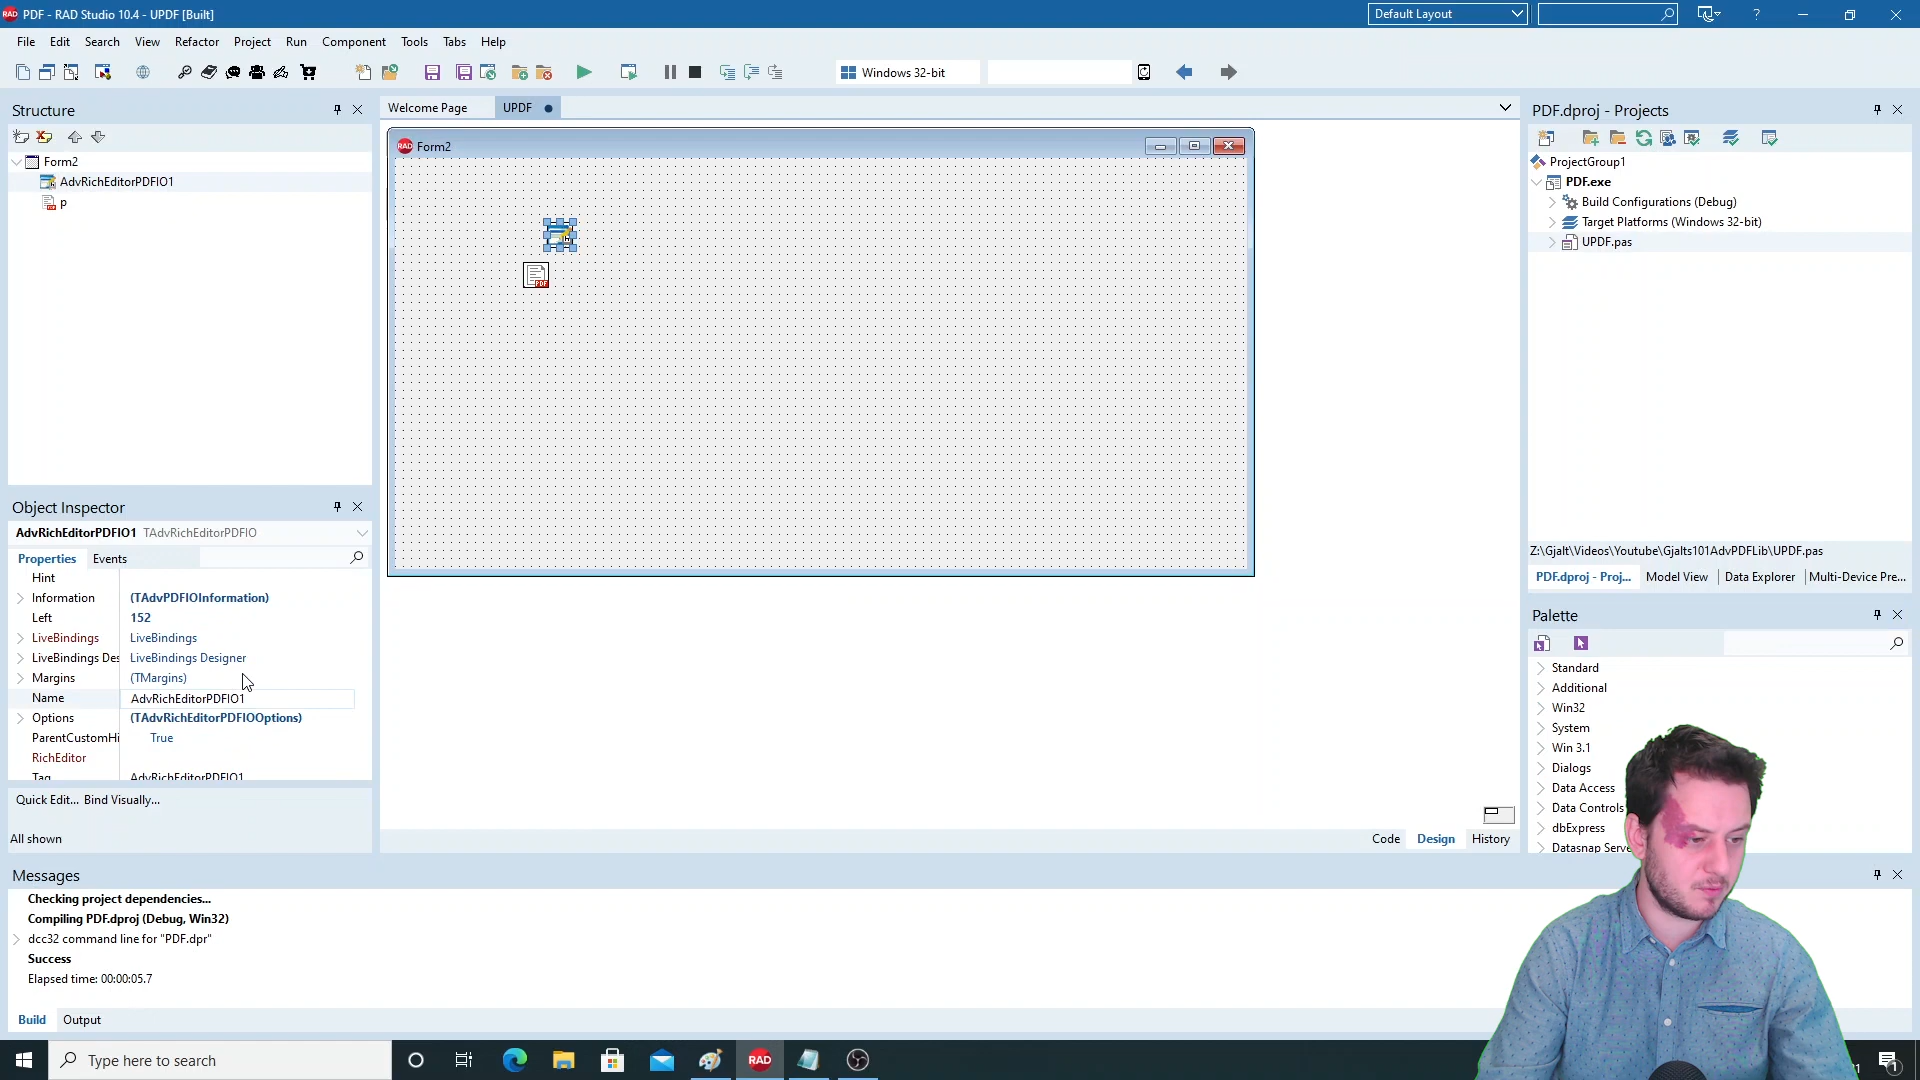 PDF - RAD Studio 10.4 - UPDF [Built]
Default Layout
File Edit Search View Refactor Project Run Component Tools Tabs Help
Windows 32-bit
Structure
Form2
AdvRichEditorPDFIO1
p
Welcome Page
UPDF
Form2
Object Inspector
AdvRichEditorPDFIO1 TAdvRichEditorPDFIO
Properties Events
Hint
Information (TAdvPDFIOInformation)
Left 152
LiveBindings LiveBindings
LiveBindings Des LiveBindings Designer
Margins (TMargins)
Name AdvRichEditorPDFIO1
Options (TAdvRichEditorPDFIOOptions)
ParentCustomHi True
RichEditor
Tag AdvRichEditorPDFIO1
Quick Edit... Bind Visually...
All shown
Code Design History
PDF.dproj - Projects
ProjectGroup1
PDF.exe
Build Configurations (Debug)
Target Platforms (Windows 32-bit)
UPDF.pas
Z:\Gjalt\Videos\Youtube\Gjalts101AdvPDFLib\UPDF.pas
PDF.dproj - Proj... Model View Data Explorer Multi-Device Pre...
Palette
Standard
Additional
Win32
System
Win 3.1
Dialogs
Data Access
Data Controls
dbExpress
Datasnap Serve
Messages
Checking project dependencies...
Compiling PDF.dproj (Debug, Win32)
dcc32 command line for "PDF.dpr"
Success
Elapsed time: 00:00:05.7
Build Output
Type here to search
RAD